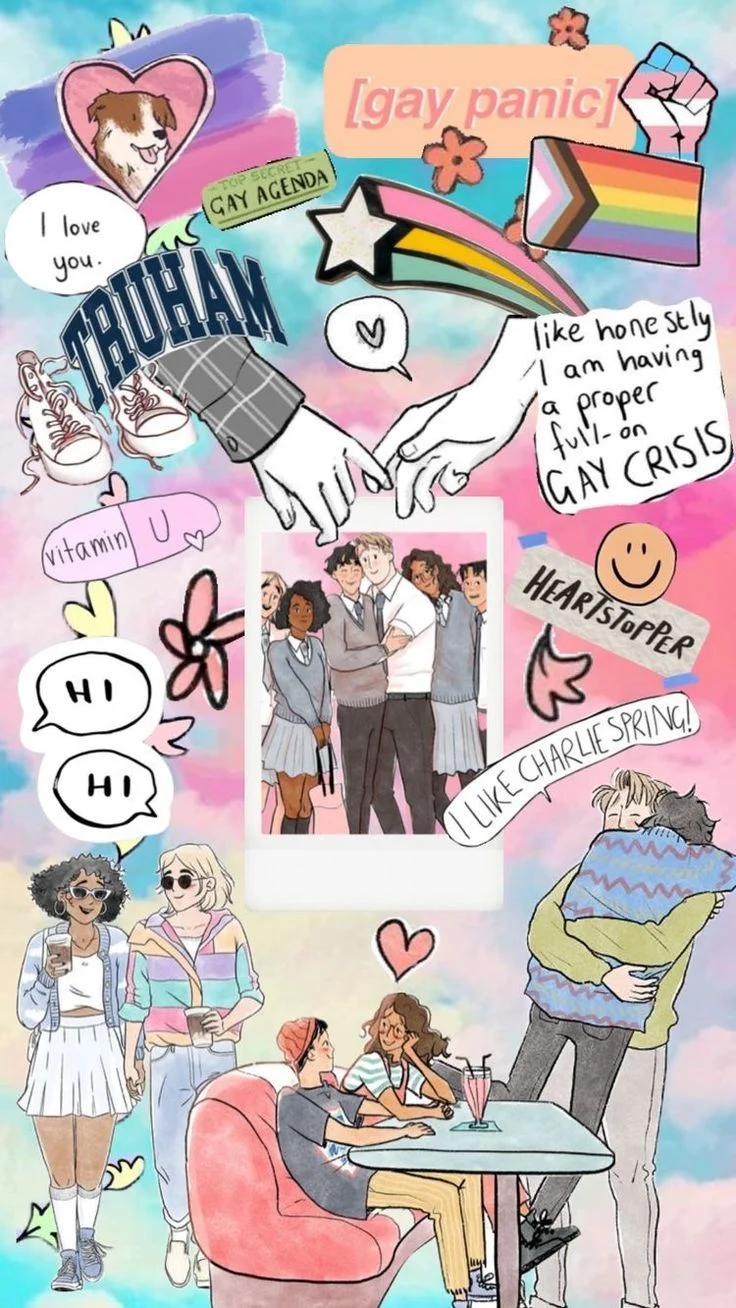 [gay panic]
-TOP SECRET-
GAY AGENDA
I love
you.
TRUHAM
like honestly
I am having
a proper
full-on
GAY CRISIS
vitamin U
HEARTSTOPPER
HI
HI
I LIKE CHARLIE SPRING!